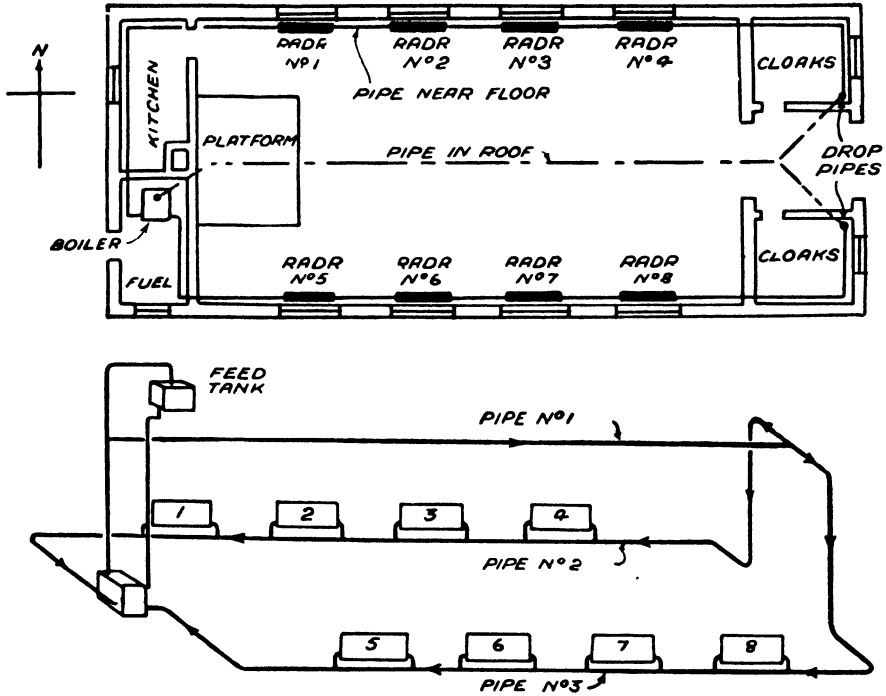 N
RADR
Nº1
RADR
Nº2
RADR
Nº3
RADR
Nº4
CLOAKS
KITCHEN
PIPE NEAR FLOOR
PLATFORM
PIPE IN ROOF
DROP
PIPES
BOILER
FUEL
RADR
Nº5
RADR
Nº6
RADR
Nº7
RADR
Nº8
CLOAKS
FEED
TANK
PIPE Nº1
1
2
3
4
PIPE Nº2
5
6
7
8
PIPE Nº3